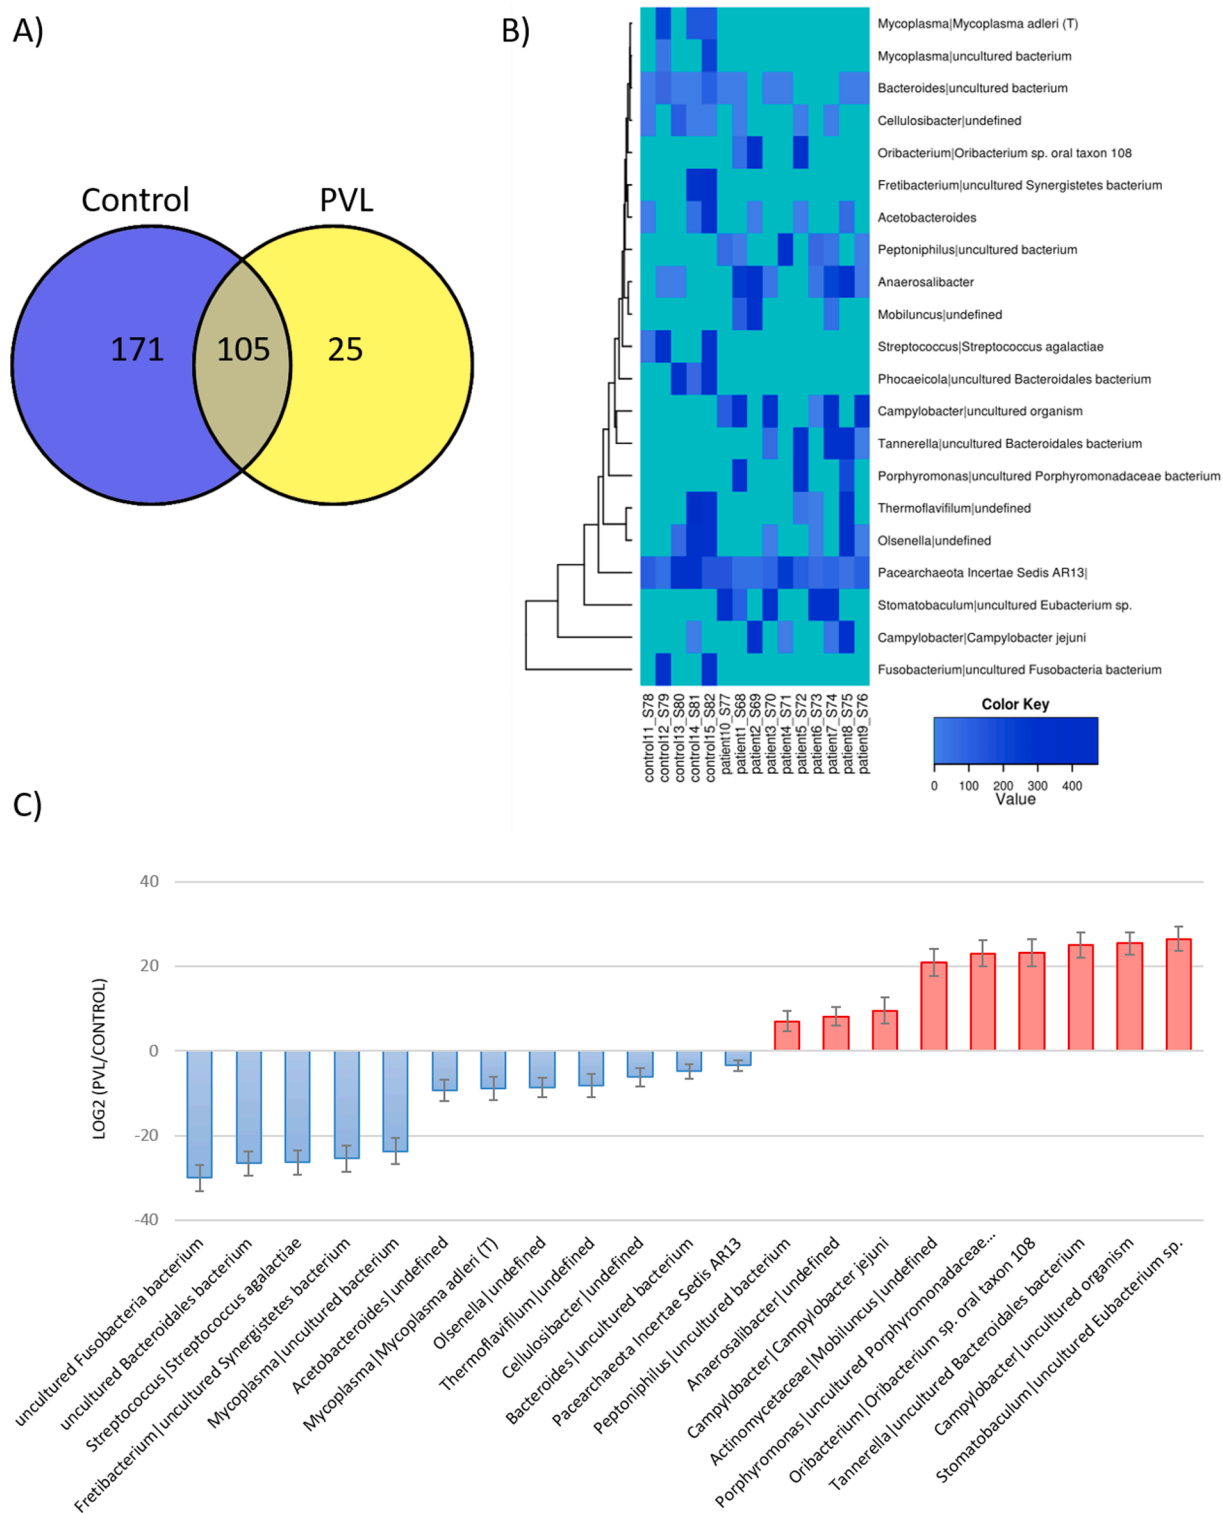 A)
Control
PVL
171
105
25
B)
Mycoplasma|Mycoplasma adleri (T)
Mycoplasma|uncultured bacterium
Bacteroides|uncultured bacterium
Cellulosibacter|undefined
Oribacterium|Oribacterium sp. oral taxon 108
Fretibacterium|uncultured Synergistetes bacterium
Acetobacteroides
Peptoniphilus|uncultured bacterium
Anaerosalibacter
Mobiluncus|undefined
Streptococcus|Streptococcus agalactiae
Phocaeicola|uncultured Bacteroidales bacterium
Campylobacter|uncultured organism
Tannerella|uncultured Bacteroidales bacterium
Porphyromonas|uncultured Porphyromonadaceae bacterium
Thermoflavifilum|undefined
Olsenella|undefined
Pacearchaeota Incertae Sedis AR13|
Stomatobaculum|uncultured Eubacterium sp.
Campylobacter|Campylobacter jejuni
Fusobacterium|uncultured Fusobacteria bacterium
control11_S78
control12_S79
control13_S80
control14_S81
control15_S82
patient10_S77
patient1_S68
patient2_S69
patient3_S70
patient4_S71
patient5_S72
patient6_S73
patient7_S74
patient8_S75
patient9_S76
Color Key
0 100 200 300 400
Value
C)
LOG2 (PVL/CONTROL)
40
20
0
-20
-40
uncultured Fusobacteria bacterium
uncultured Bacteroidales bacterium
Streptococcus|Streptococcus agalactiae
Fretibacterium|uncultured Synergistetes bacterium
Mycoplasma|uncultured bacterium
Acetobacteroides|undefined
Mycoplasma|Mycoplasma adleri (T)
Olsenella|undefined
Thermoflavifilum|undefined
Cellulosibacter|undefined
Bacteroides|uncultured bacterium
Pacearchaeota Incertae Sedis AR13
Peptoniphilus|uncultured bacterium
Anaerosalibacter|undefined
Campylobacter|Campylobacter jejuni
Actinomycetaceae|Mobiluncus|undefined
Porphyromonas|uncultured Porphyromonadaceae...
Oribacterium|Oribacterium sp. oral taxon 108
Tannerella|uncultured Bacteroidales bacterium
Campylobacter|uncultured organism
Stomatobaculum|uncultured Eubacterium sp.